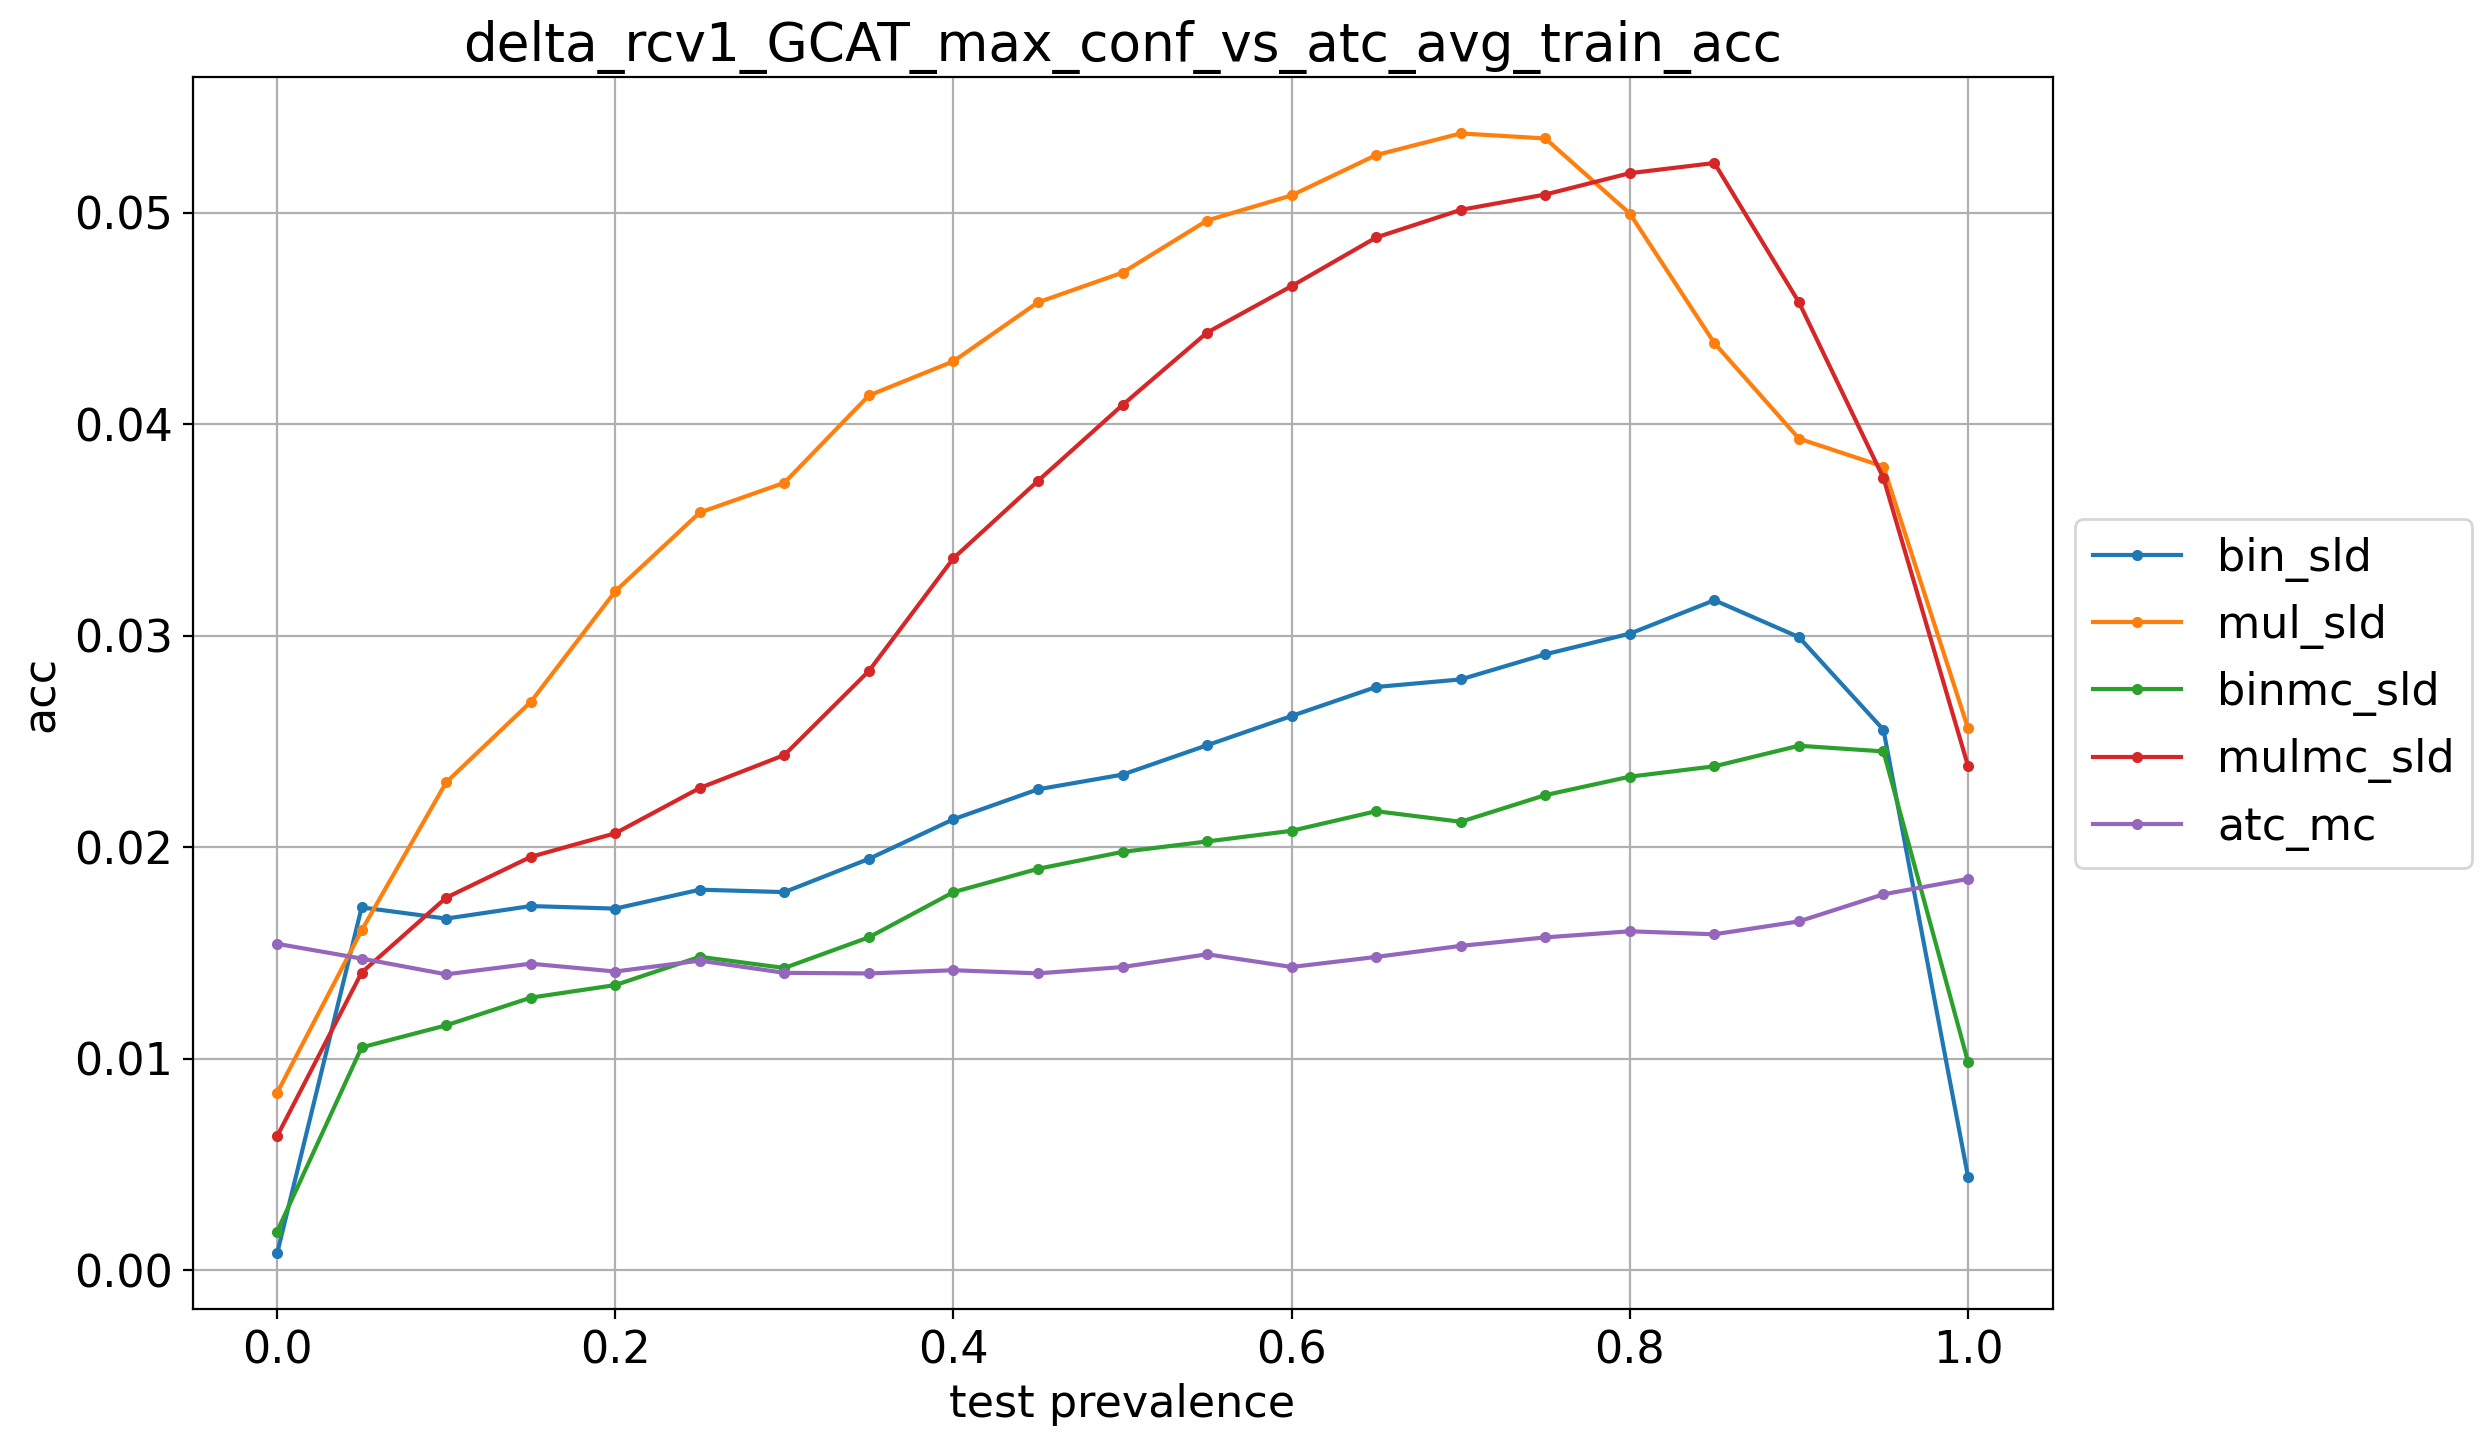 delta_rcv1_GCAT_max_conf_vs_atc_avg_train_acc
acc
0.05
0.04
0.03
0.02
0.01
0.00
0.0 0.2 0.4 0.6 0.8 1.0
test prevalence
bin_sld
mul_sld
binmc_sld
mulmc_sld
atc_mc